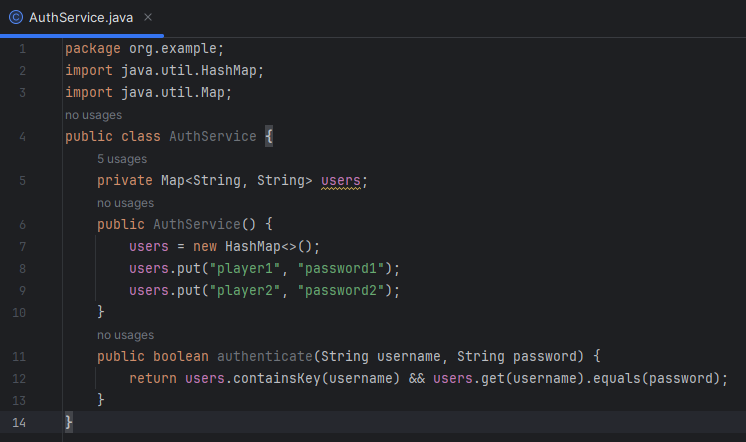 AuthService.java
1 package org.example;
2 import java.util.HashMap;
3 import java.util.Map;
no usages
4 public class AuthService {
5 usages
5 private Map<String, String> users;
no usages
6 public AuthService() {
7 users = new HashMap<>();
8 users.put("player1", "password1");
9 users.put("player2", "password2");
10 }
no usages
11 public boolean authenticate(String username, String password) {
12 return users.containsKey(username) && users.get(username).equals(password);
13 }
14 }